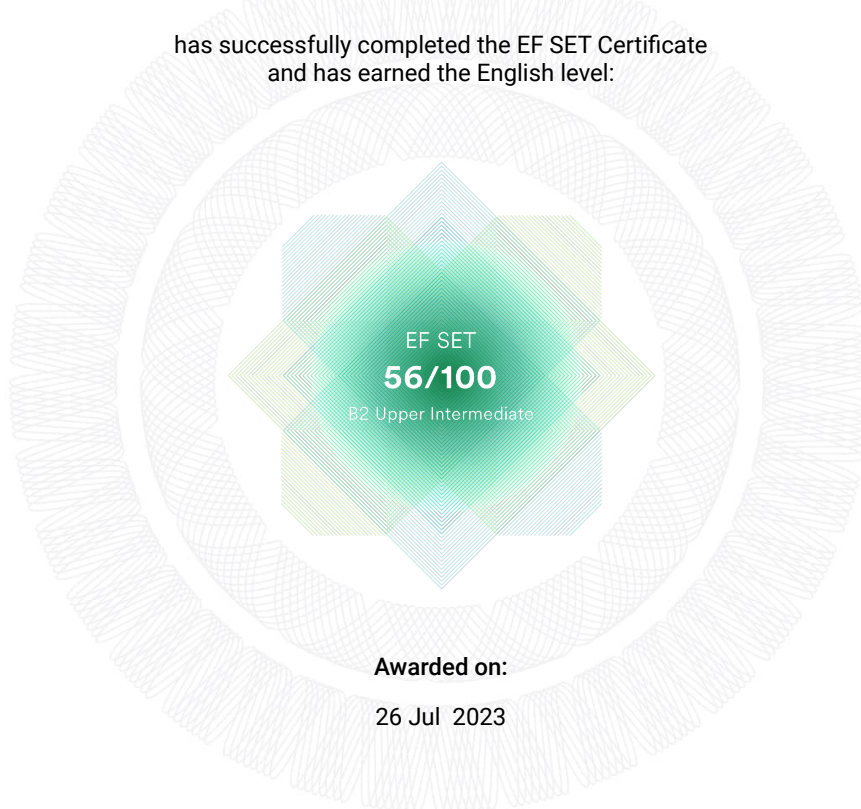 has successfully completed the EF SET Certificate
and has earned the English level:
EF SET
56/100
B2 Upper Intermediate
Awarded on:
26 Jul 2023